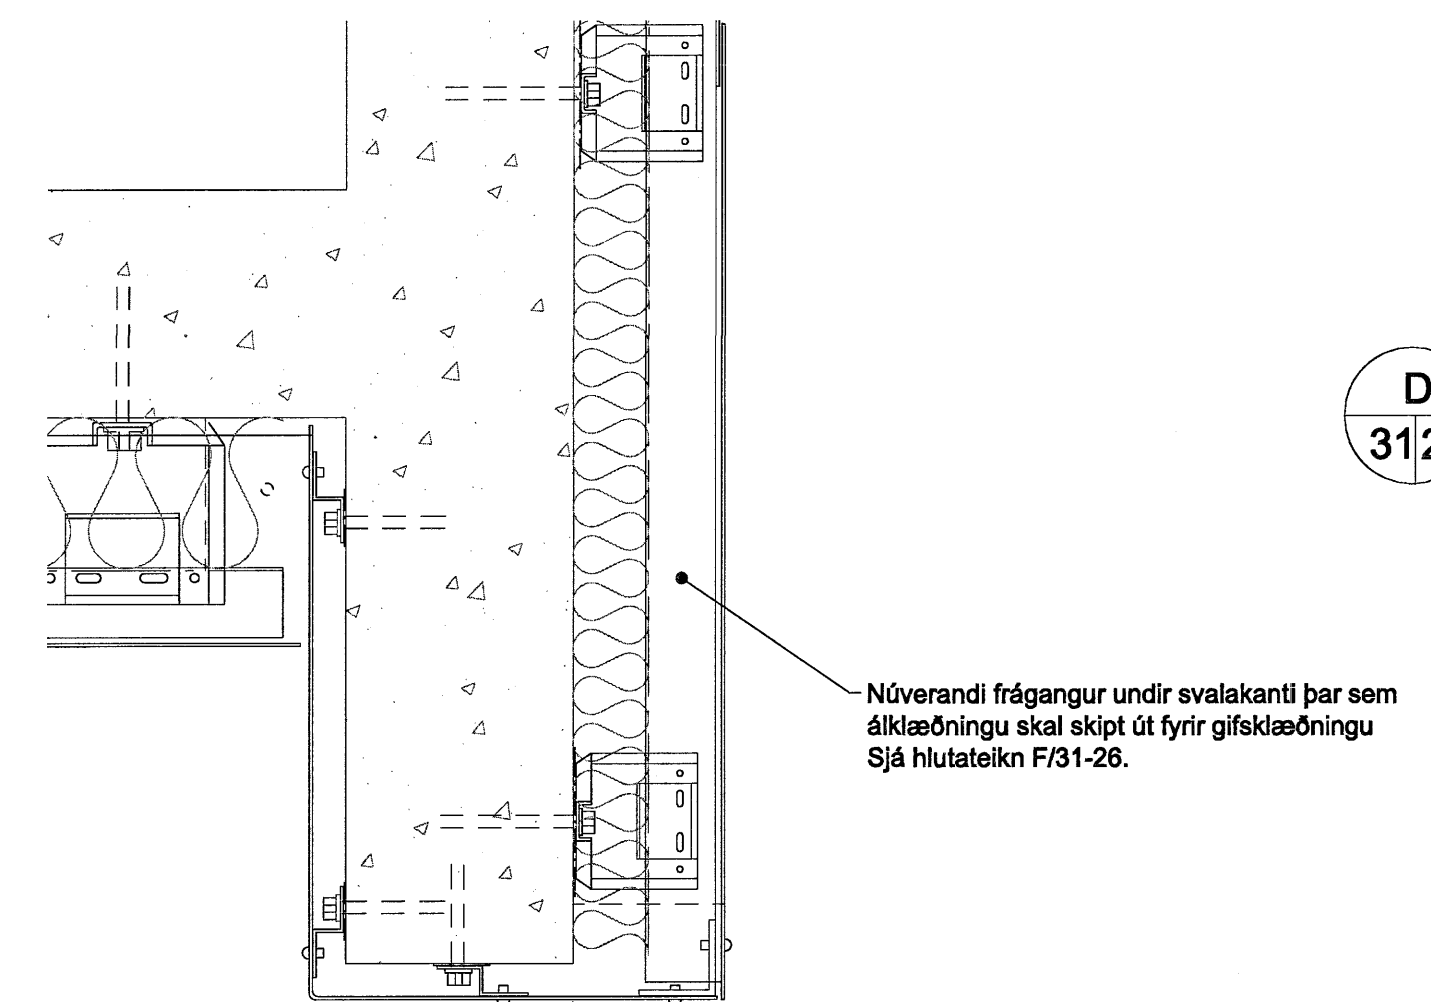 D
31
Núverandi frágangur undir svalakanti þar sem
álklæðningu skal skipt út fyrir gifsklæðningu
Sjá hlutateikn F/31-26.